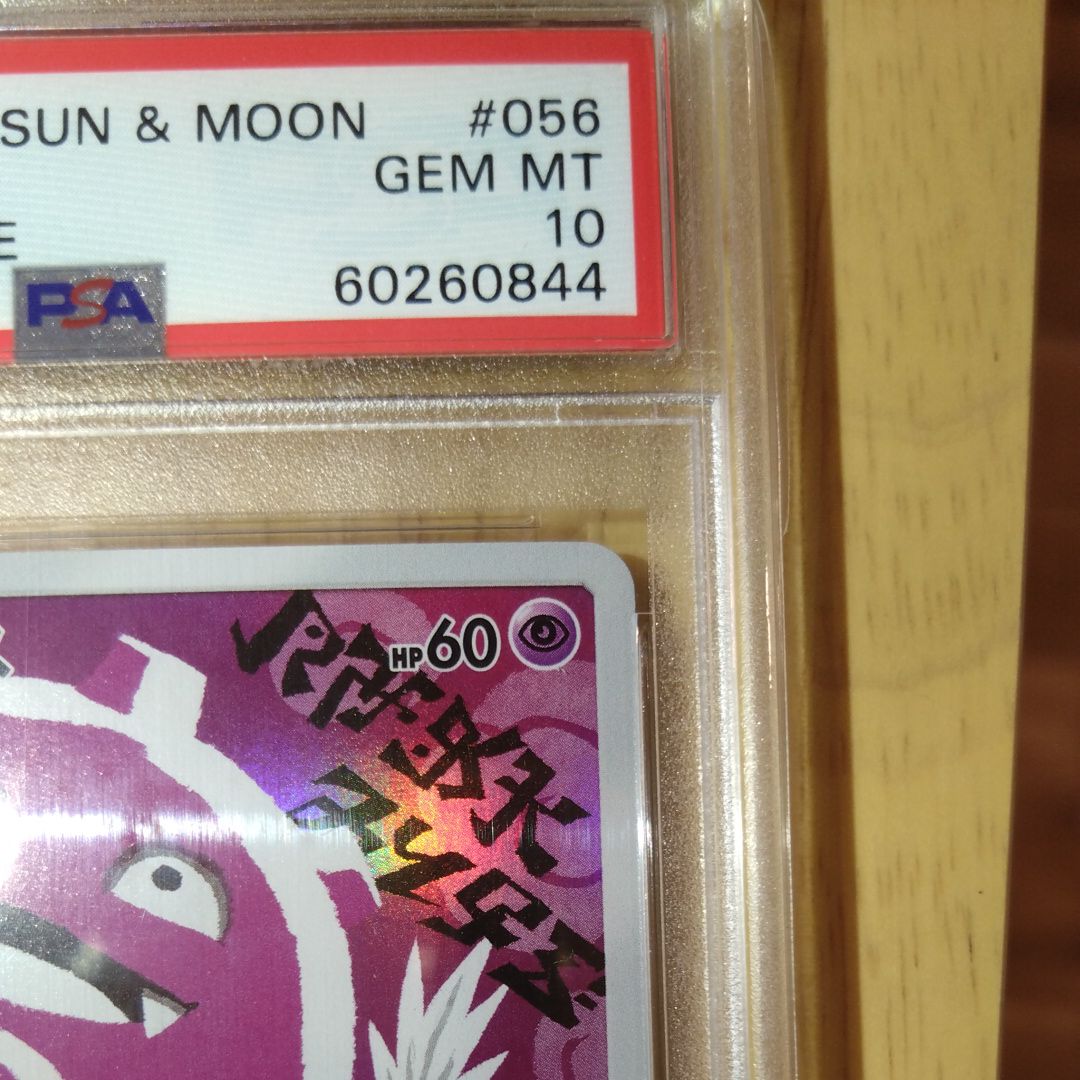 SUN & MOON #056
GEM MT
E 10
PSA 60260844
HP60